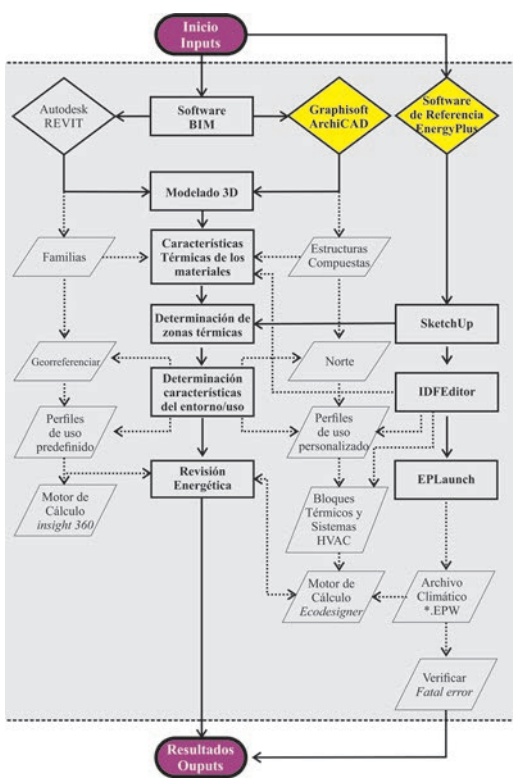 Inicio
Inputs
Autodesk
REVIT
Software
BIM
Graphisoft
ArchiCAD
Software
de Referencia
EnergyPlus
Modelado 3D
Familias
Características
Térmicas de los
materiales
Estructuras
Compuestas
Determinación de
zonas térmicas
SketchUp
Georreferenciar
Norte
Determinación
características
del entorno/uso
IDFEditor
Perfiles
de uso
predefinido
Perfiles
de uso
personalizado
Revisión
Energética
EPLaunch
Motor de
Cálculo
insight 360
Bloques
Térmicos y
Sistemas
HVAC
Motor de
Cálculo
Ecodesigner
Archivo
Climático
*.EPW
Verificar
Fatal error
Resultados
Ouputs